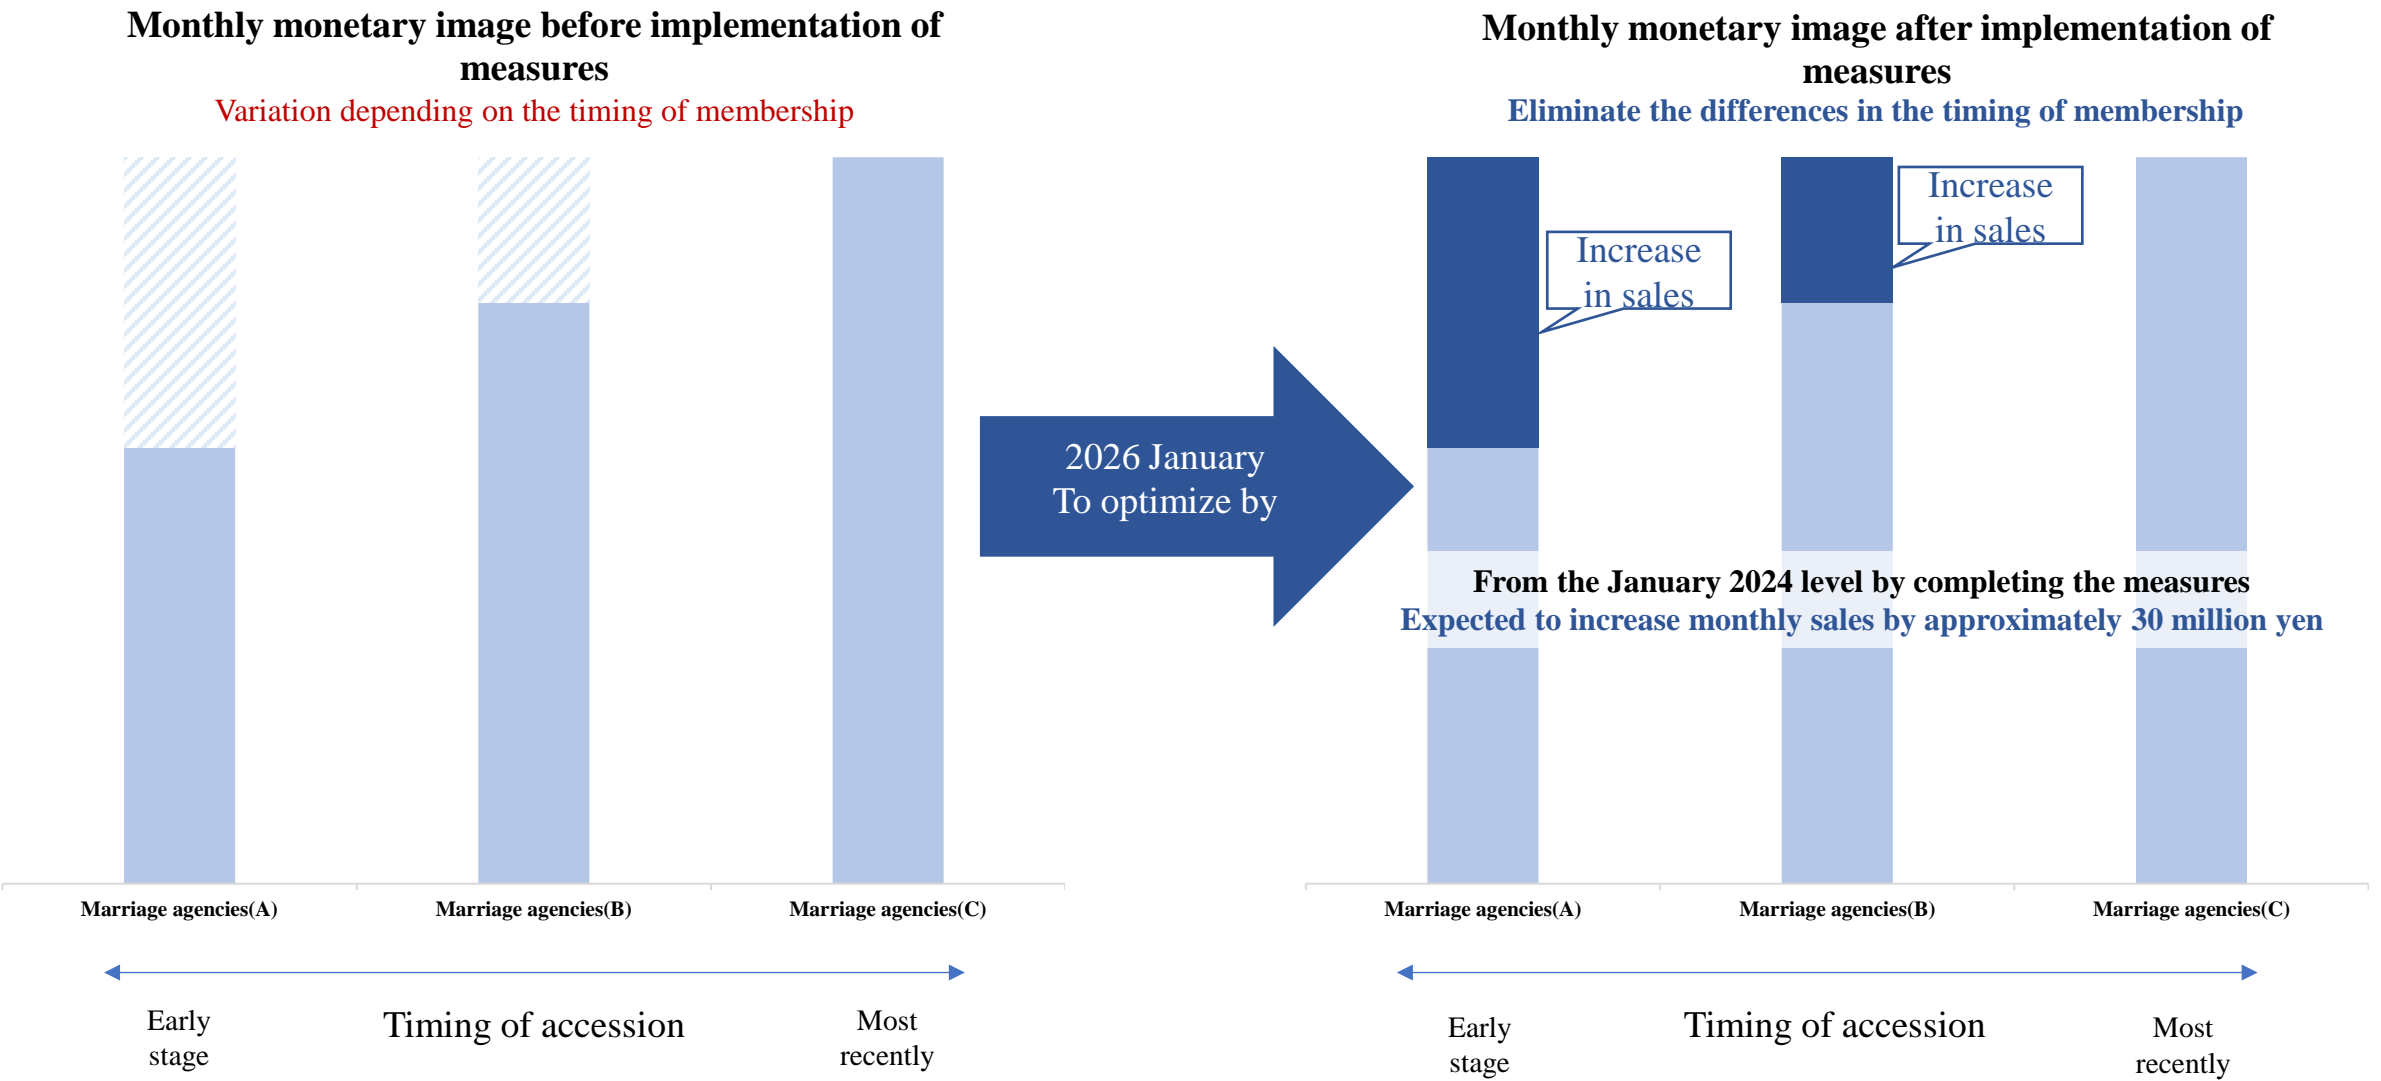 Monthly monetary image before implementation of
measures
Variation depending on the timing of membership
Marriage agencies(A)
Marriage agencies(B)
Marriage agencies(C)
Early
stage
Timing of accession
Most
recently
2026 January
To optimize by
Monthly monetary image after implementation of
measures
Eliminate the differences in the timing of membership
Increase
in sales
Increase
in sales
From the January 2024 level by completing the measures
Expected to increase monthly sales by approximately 30 million yen
Marriage agencies(A)
Marriage agencies(B)
Marriage agencies(C)
Early
stage
Timing of accession
Most
recently